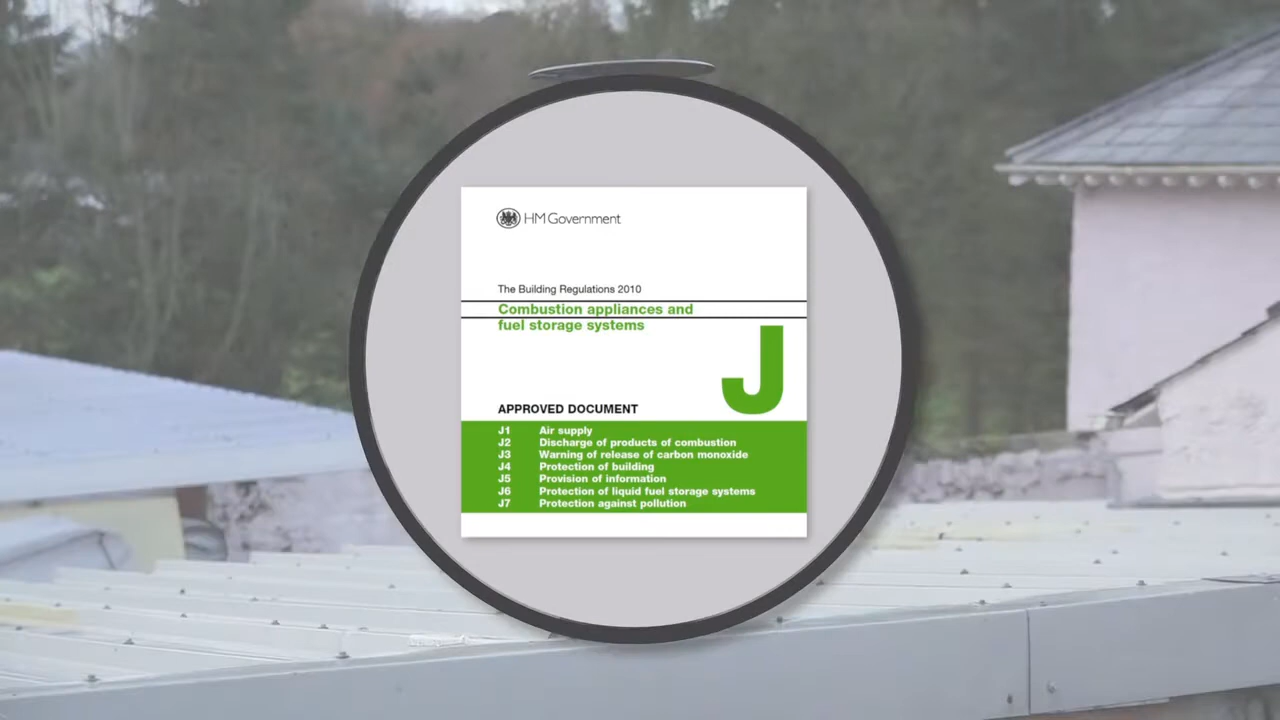 HM Government
The Building Regulations 2010
Combustion appliances and
fuel storage systems
J
APPROVED DOCUMENT
J1 Air supply
J2 Discharge of products of combustion
J3 Warning of release of carbon monoxide
J4 Protection of building
J5 Provision of information
J6 Protection of liquid fuel storage systems
J7 Protection against pollution